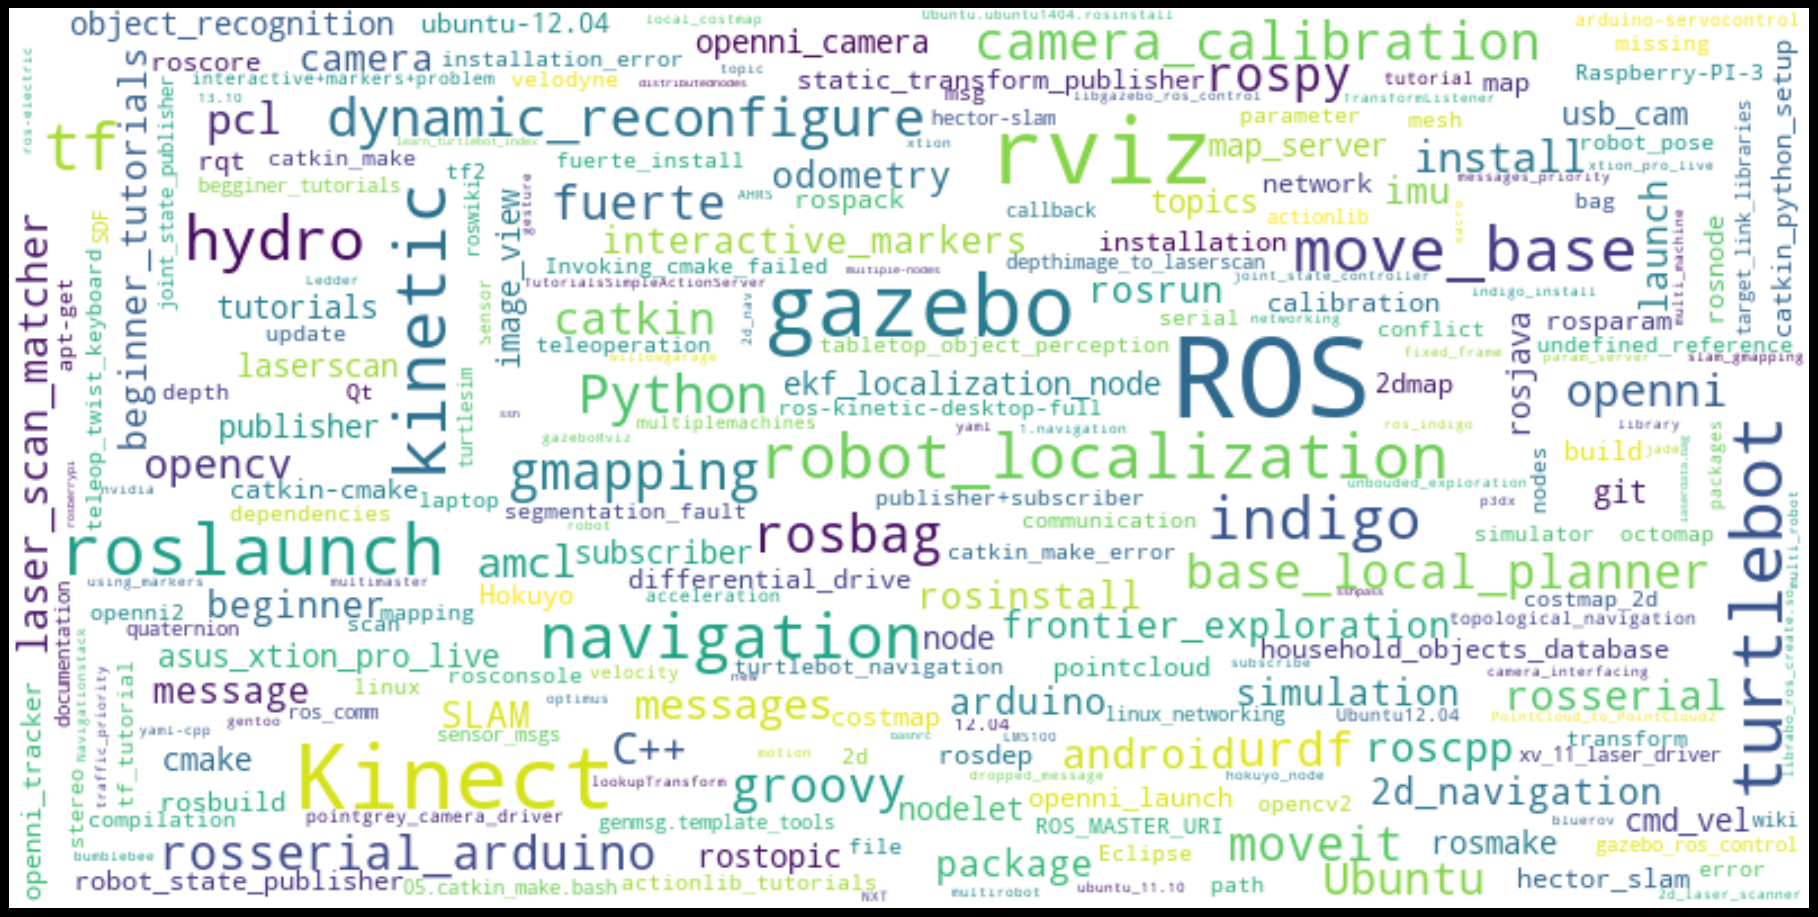 object_recognition
ubuntu-12.04
local_costmap
Ubuntu.ubuntu1404.rosinstall
arduino-servocontrol
roscore
camera
installation_error
openni_camera
camera_calibration
missing
ros-electric
interactive+markers+problem
velodyne
topic
distributednodes
static_transform_publisher
rospy
tutorial
map
Raspberry-PI-3
catkin_python_setup
beginner_tutorials
joint_state_publisher
13.10
msg
libgazebo_ros_control
TransformListener
tf
pcl
dynamic_reconfigure
hector-slam
parameter
mesh
usb_cam
learn_turtlebot_index
xtion
rviz
map_server
install
robot_pose
target_link_libraries
rqt
catkin_make
fuerte_install
xtion_pro_live
begginer_tutorials
tf2
odometry
network
messages_priority
imu
kinetic
roswiki
image_view
gesture
fuerte
AHRS
rospack
callback
topics
bag
launch
actionlib
xacro
multi_machine
rosnode
laser_scan_matcher
SDF
hydro
interactive_markers
installation
move_base
Invoking_cmake_failed
multiple-nodes
depthimage_to_laserscan
joint_state_controller
apt-get
teleop_twist_keyboard
Ledder
TutorialsSimpleActionServer
gazebo
rosrun
indigo_install
tutorials
sensor
2d_nav
catkin
calibration
update
serial
networking
conflict
rosjava
rosparam
teleoperation
tabletop_object_perception
undefined_reference
willowgarage
fixed_frame
param_server
slam_gmapping
laserscan
ROS
depth
Qt
turtlesim
Python
ekf_localization_node
2dmap
openni
ssh
ros-kinetic-desktop-full
publisher
multiplemachines
yaml
1.navigation
ros_indigo
library
turtlebot
gazeboRviz
robot_localization
build
jade
packages
opencv
gmapping
nodes
nvidia
catkin-cmake
laptop
publisher+subscriber
unbouded_exploration
p3dx
git
dependencies
segmentation_fault
robot
communication
indigo
simulator
octomap
multi_robot
roslaunch
amcl
subscriber
rosbag
catkin_make_error
using_markers
multimaster
differential_drive
base_local_planner
documentation
Hokuyo
acceleration
rosinstall
sshpass
costmap_2d
openni2
beginner
mapping
scan
quaternion
navigation
node
frontier_exploration
topological_navigation
Navigationstack
asus_xtion_pro_live
household_objects_database
rosconsole
velocity
turtlebot_navigation
new
pointcloud
subscribe
camera_interfacing
openni_tracker
traffic_priority
tf_tutorial
message
linux
optimus
messages
arduino
simulation
rosserial
ros_comm
gentoo
yaml-cpp
SLAM
costmap
12.04
linux_networking
Ubuntu12.04
PointCloud_to_PointCloud2
sensor_msgs
bashrc
LMS100
transform
cmake
Kinect
C++
motion
2d
rosdep
android
urdf
roscpp
xv_11_laser_driver
stereo
lookupTransform
groovy
dropped_message
hokuyo_node
2d_navigation
rosbuild
nodelet
openni_launch
opencv2
compilation
pointgrey_camera_driver
genmsg.template_tools
ROS_MASTER_URI
bluerov
cmd_vel
wiki
bumblebee
rosserial_arduino
rostopic
file
package
Eclipse
moveit
rosmake
gazebo_ros_control
robot_state_publisher
05.catkin_make.bash
actionlib_tutorials
NXT
multirobot
ubuntu_11.10
path
Ubuntu
hector_slam
error
2d_laser_scanner